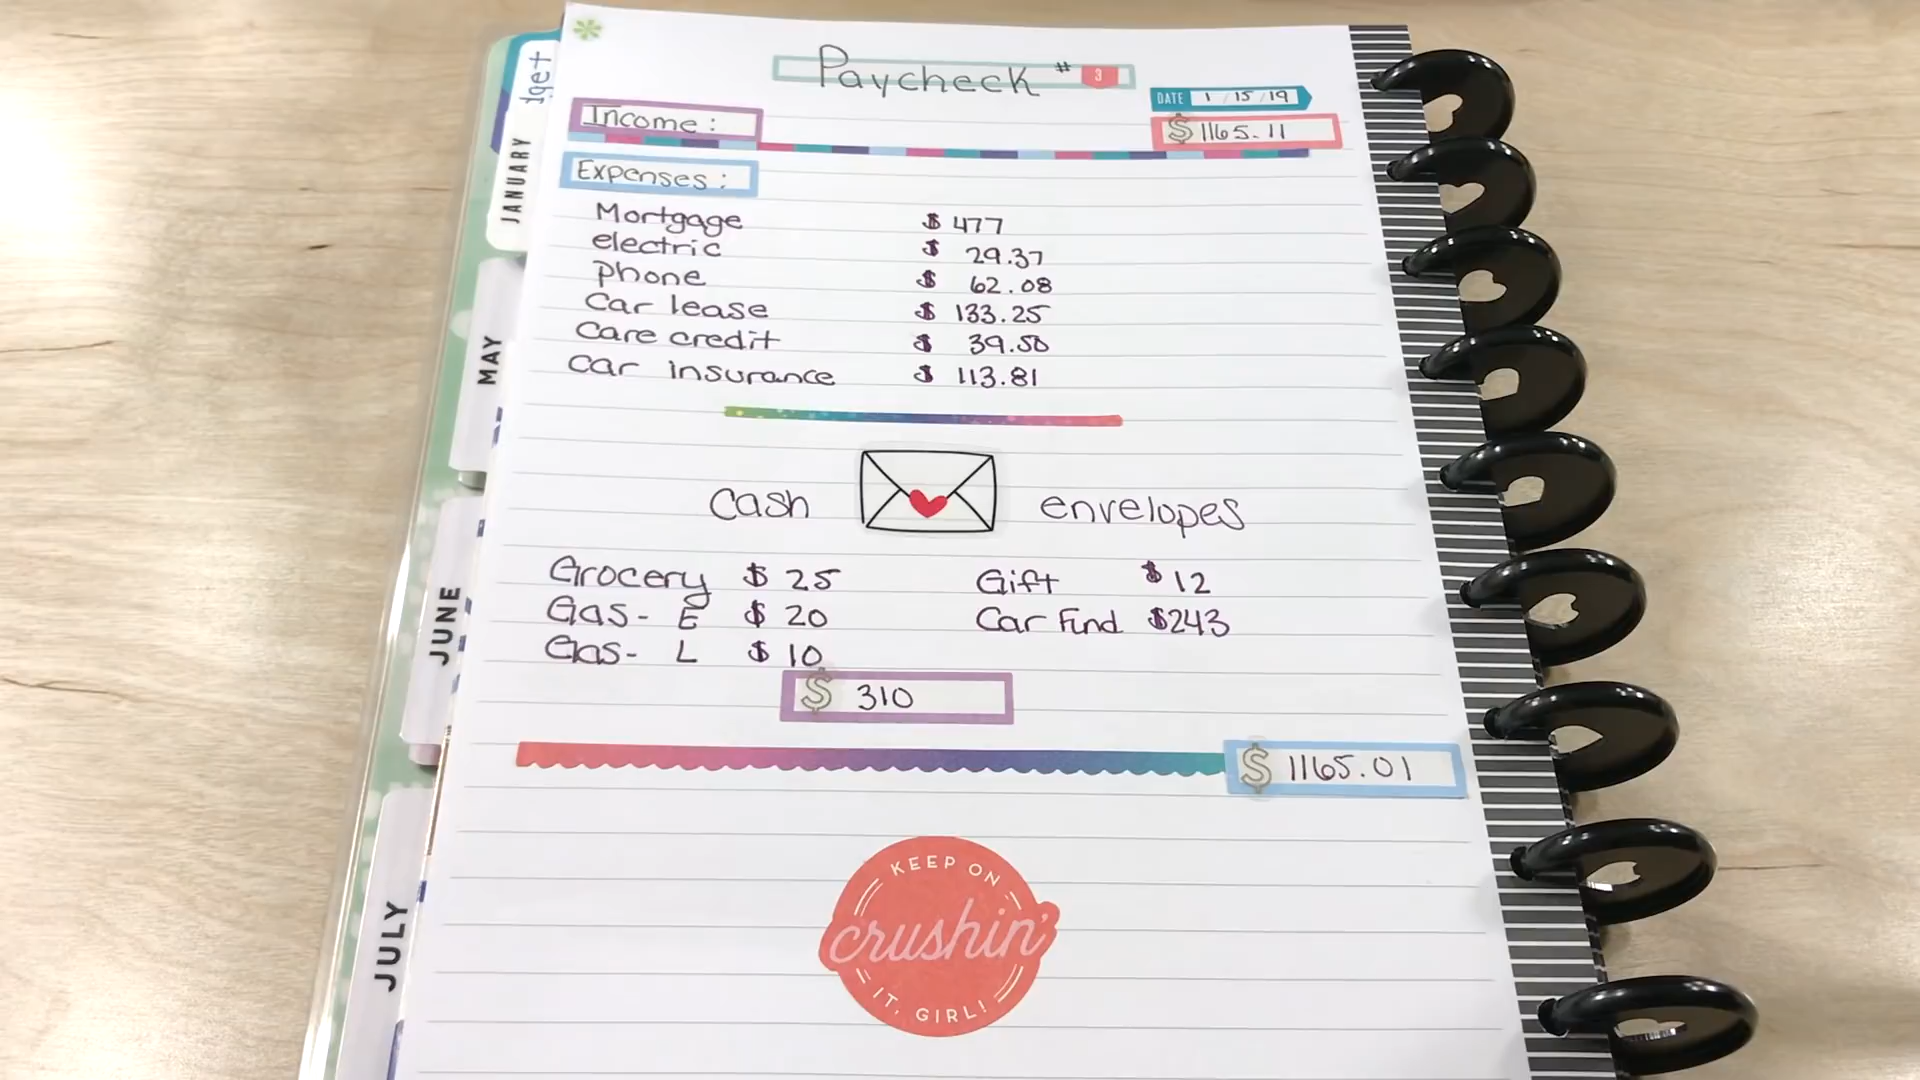 Paycheck # 3
DATE 1/15/19
Income: $ 1165.11
Expenses:
Mortgage $ 477
electric $ 29.37
phone $ 62.08
Car lease $ 133.25
Care credit $ 39.50
Car insurance $ 113.81
cash envelopes
Grocery $ 25 Gift $ 12
Gas- E $ 20 Car Fund $243
Gas- L $ 10
$ 310
$ 1165.01
KEEP ON
crushin'
IT, GIRL!
JANUARY
MAY
JUNE
JULY